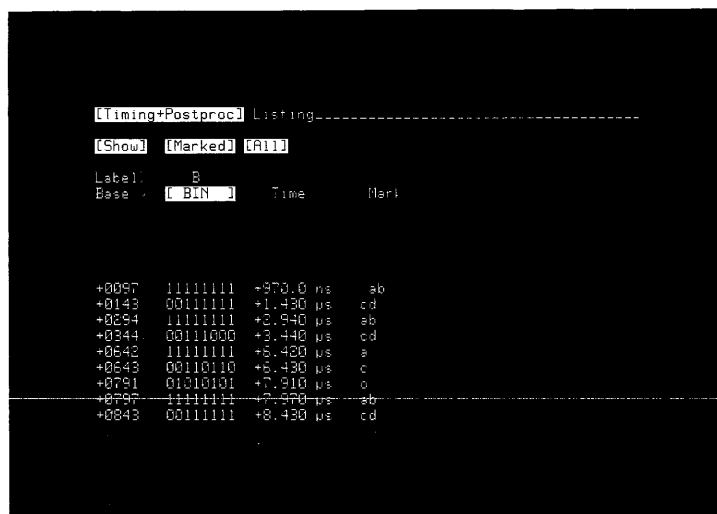 [Timing+Postproc] Listing
[Show] [Marked] [All]
Label B
Base [ BIN ] Time Mark
+0097 11111111 +970.0 ns ab
+0143 00111111 +1.430 µs cd
+0294 11111111 +2.940 µs ab
+0344 00111000 +3.440 µs cd
+0642 11111111 +6.420 µs a
+0643 00110110 +6.430 µs c
+0791 01010101 +7.910 µs o
+0797 11111111 +7.970 µs ab
+0843 00111111 +8.430 µs cd